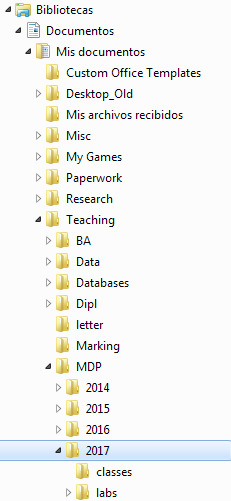 Bibliotecas
Documentos
Mis documentos
Custom Office Templates
Desktop_Old
Mis archivos recibidos
Misc
My Games
Paperwork
Research
Teaching
BA
Data
Databases
Dipl
letter
Marking
MDP
2014
2015
2016
2017
classes
labs